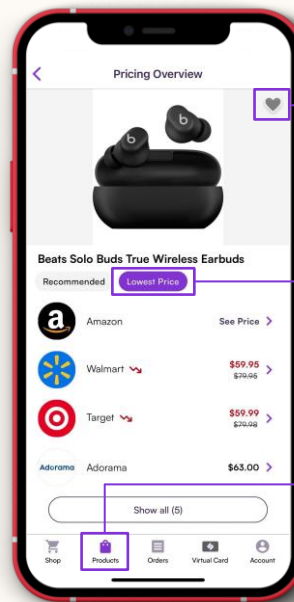 Pricing Overview
b
b
Beats Solo Buds True Wireless Earbuds
Recommended
Lowest Price
a
Amazon
See Price
Walmart
$59.95
$79.95
Target
$59.99
$79.98
Adorama
Adorama
$63.00
Show all (5)
Shop
Products
Orders
Virtual Card
Account